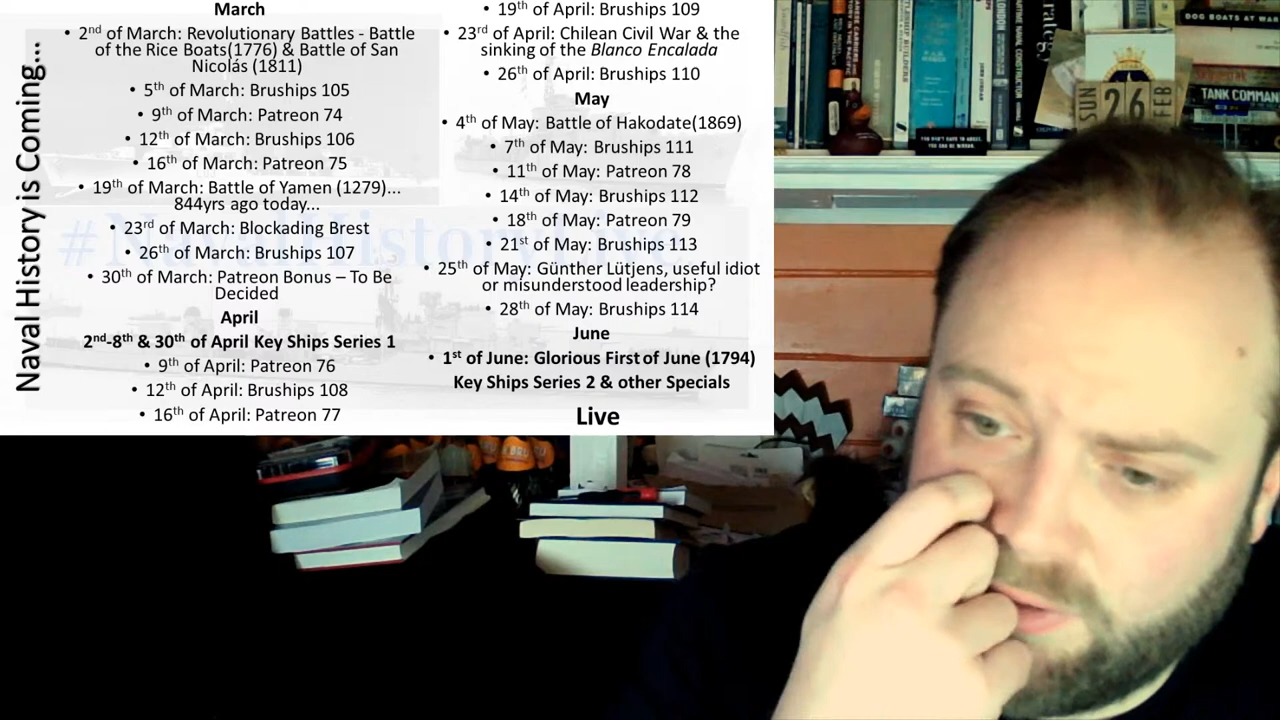 Naval History is Coming...
March
• 2nd of March: Revolutionary Battles - Battle
of the Rice Boats(1776) & Battle of San
Nicolás (1811)
• 5th of March: Bruships 105
• 9th of March: Patreon 74
• 12th of March: Bruships 106
• 16th of March: Patreon 75
• 19th of March: Battle of Yamen (1279)...
844yrs ago today...
• 23rd of March: Blockading Brest
• 26th of March: Bruships 107
• 30th of March: Patreon Bonus – To Be
Decided
April
2nd-8th & 30th of April Key Ships Series 1
• 9th of April: Patreon 76
• 12th of April: Bruships 108
• 16th of April: Patreon 77
• 19th of April: Bruships 109
• 23rd of April: Chilean Civil War & the
sinking of the Blanco Encalada
• 26th of April: Bruships 110
May
• 4th of May: Battle of Hakodate(1869)
• 7th of May: Bruships 111
• 11th of May: Patreon 78
• 14th of May: Bruships 112
• 18th of May: Patreon 79
• 21st of May: Bruships 113
• 25th of May: Günther Lütjens, useful idiot
or misunderstood leadership?
• 28th of May: Bruships 114
June
• 1st of June: Glorious First of June (1794)
Key Ships Series 2 & other Specials
Live
#NavalHistoryLive
DOG BOATS AT WAR
TANK COMMAN
SUN
26
FEB